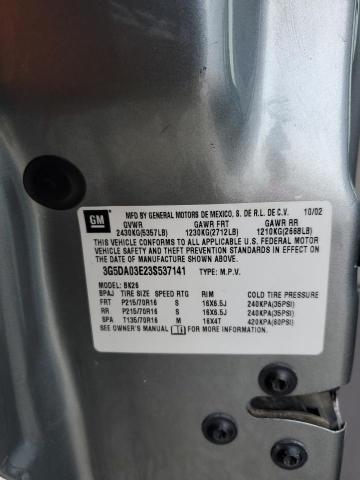 GM
MFD BY GENERAL MOTORS DE MEXICO, S. DE R.L. DE C.V. 10/02
GVWR GAWR FRT GAWR RR
2430KG(5357LB) 1230KG(2712LB) 1210KG(2668LB)
THIS VEHICLE CONFORMS TO ALL APPLICABLE U.S. FEDERAL MOTOR
VEHICLE SAFETY AND THEFT PREVENTION STANDARDS IN EFFECT ON THE
DATE OF MANUFACTURE SHOWN ABOVE.
3G5DA03E23S537141 TYPE: M.P.V.
MODEL: BK26
BPAJ TIRE SIZE SPEED RTG RIM COLD TIRE PRESSURE
FRT P215/70R16 S 16X6.5J 240KPA(35PSI)
RR P215/70R16 S 16X6.5J 240KPA(35PSI)
SPA T135/70R16 M 16X4T 420KPA(60PSI)
SEE OWNER'S MANUAL FOR ADDITIONAL INFORMATION